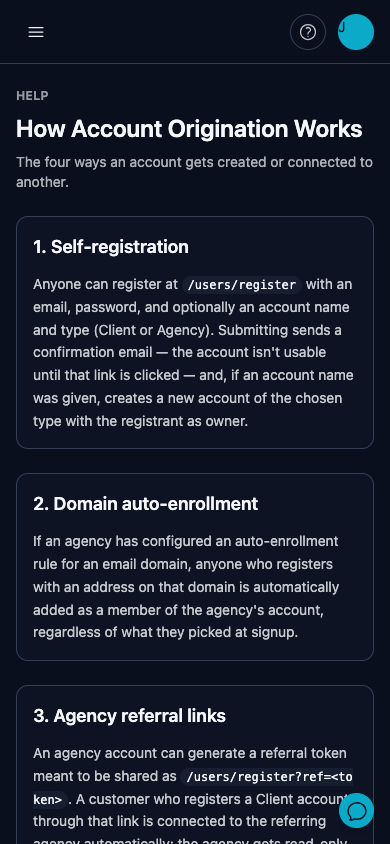 J
HELP
How Account Origination Works
The four ways an account gets created or connected to
another.
1. Self-registration
Anyone can register at /users/register with an
email, password, and optionally an account name
and type (Client or Agency). Submitting sends a
confirmation email — the account isn't usable
until that link is clicked — and, if an account name
was given, creates a new account of the chosen
type with the registrant as owner.
2. Domain auto-enrollment
If an agency has configured an auto-enrollment
rule for an email domain, anyone who registers
with an address on that domain is automatically
added as a member of the agency's account,
regardless of what they picked at signup.
3. Agency referral links
An agency account can generate a referral token
meant to be shared as /users/register?ref=<to
ken>. A customer who registers a Client account
through that link is connected to the referring
agency automatically: the agency gets read-only